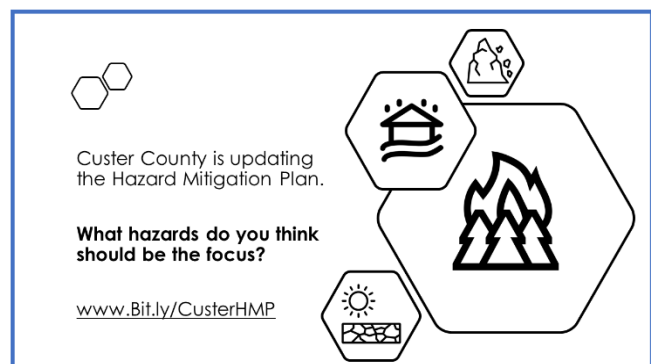 Custer County is updating
the Hazard Mitigation Plan.
What hazards do you think
should be the focus?
www.Bit.ly/CusterHMP